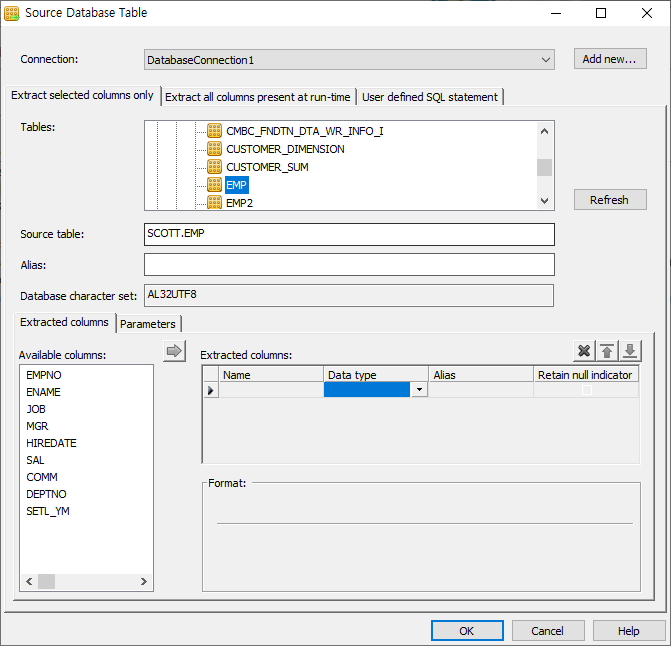 Source Database Table
Connection:
DatabaseConnection1
Add new...
Extract selected columns only
Extract all columns present at run-time
User defined SQL statement
Tables:
CMBC_FNDTN_DTA_WR_INFO_I
CUSTOMER_DIMENSION
CUSTOMER_SUM
EMP
EMP2
Refresh
Source table:
SCOTT.EMP
Alias:
Database character set:
AL32UTF8
Extracted columns
Parameters
Available columns:
EMPNO
ENAME
JOB
MGR
HIREDATE
SAL
COMM
DEPTNO
SETL_YM
Extracted columns:
Name
Data type
Alias
Retain null indicator
Format:
OK
Cancel
Help